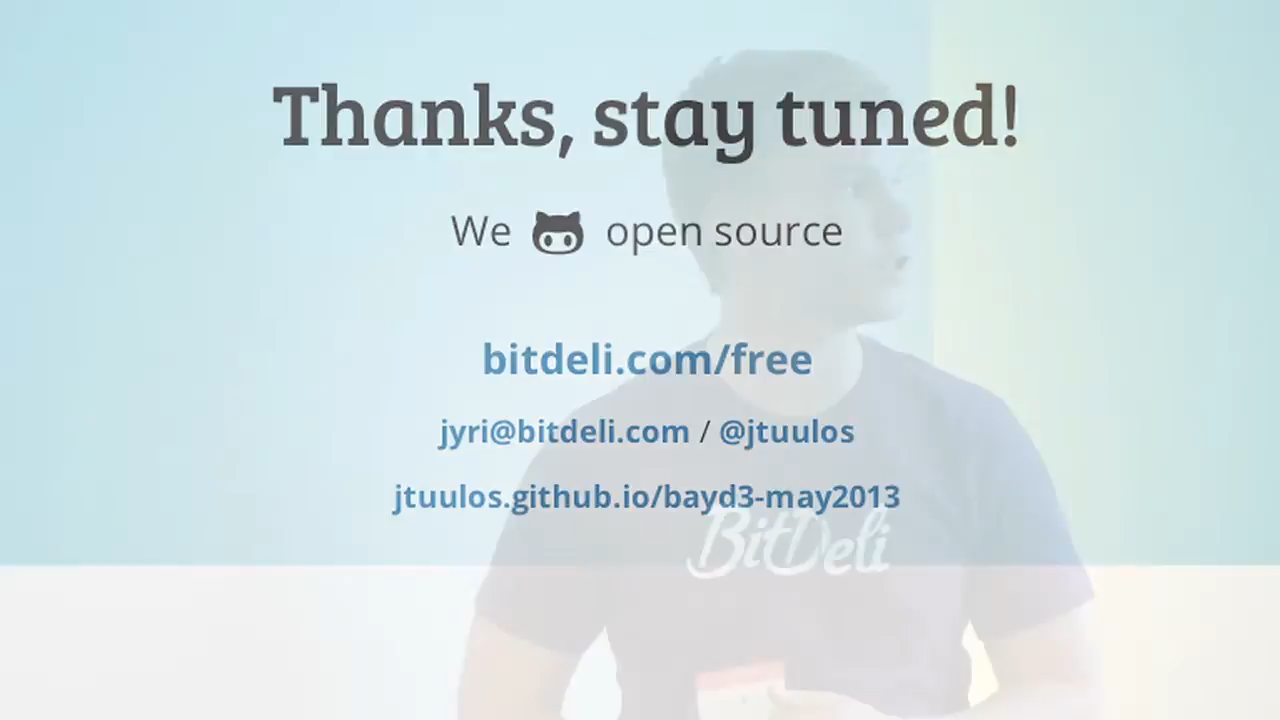 Thanks, stay tuned!
We open source
bitdeli.com/free
jyri@bitdeli.com / @jtuulos
jtuulos.github.io/bayd3-may2013
BitDeli